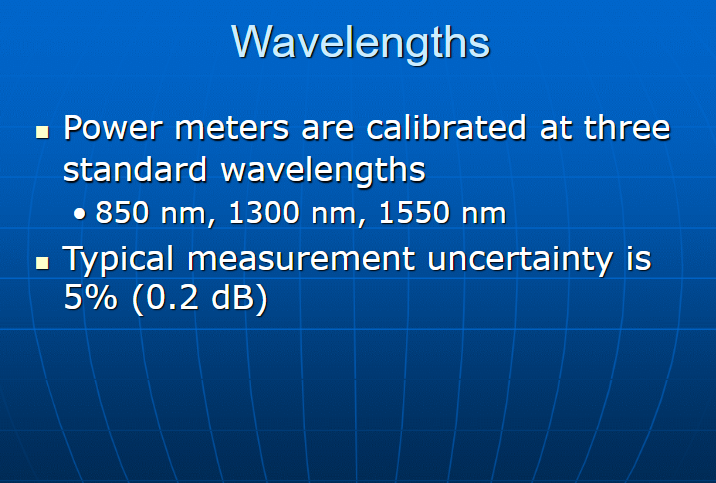 Wavelengths
Power meters are calibrated at three
standard wavelengths
850 nm, 1300 nm, 1550 nm
Typical measurement uncertainty is
5% (0.2 dB)